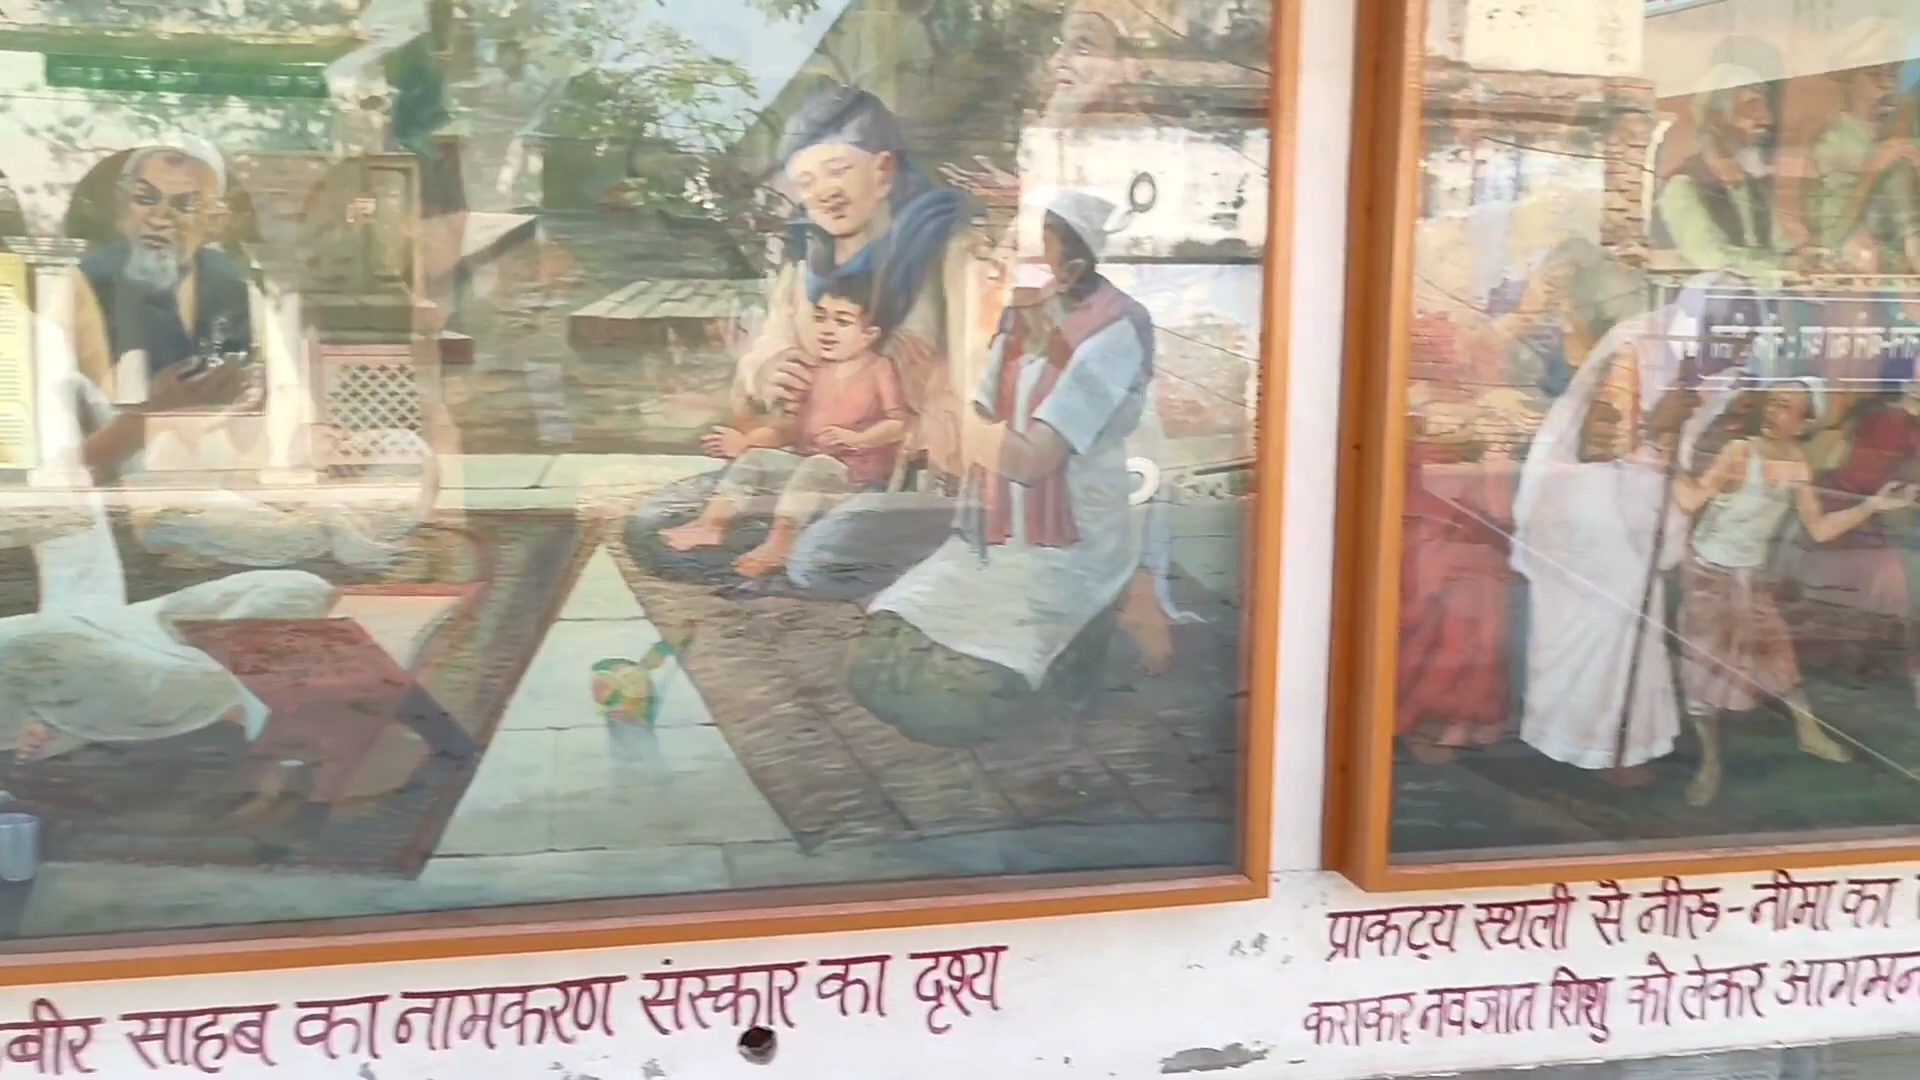 बीर साहब का नामकरण संस्कार का दृश्य
प्राकट्य स्थली से नीरू-नीमा का
कराकर नवजात शिशु को लेकर आगमन